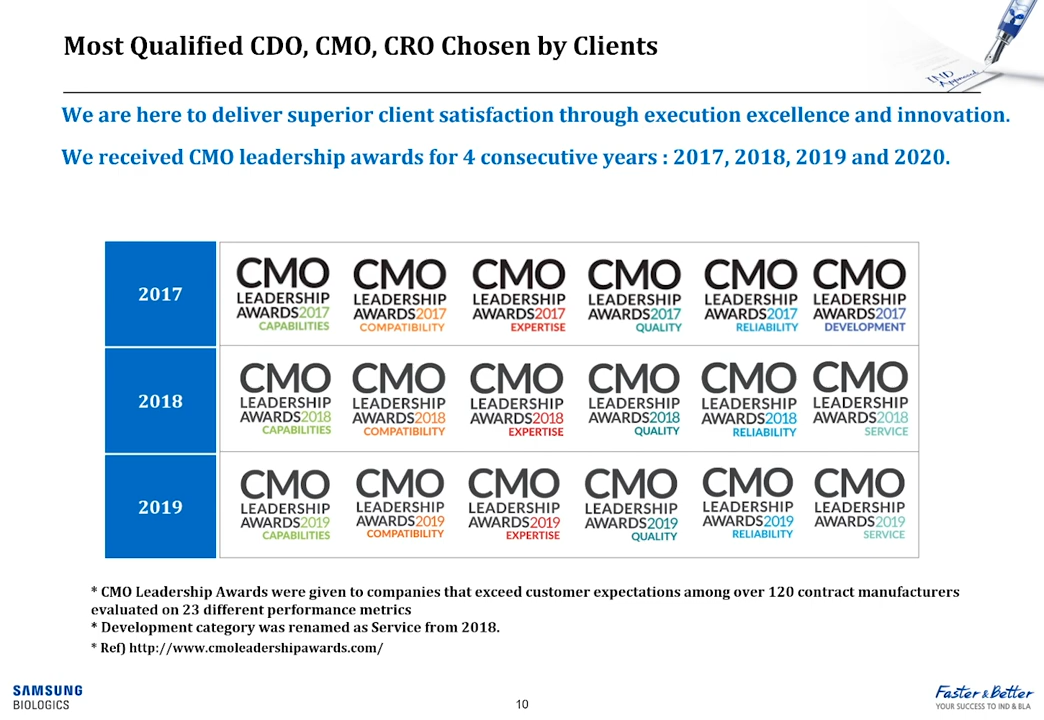 Most Qualified CDO, CMO, CRO Chosen by Clients
IND
Approved
We are here to deliver superior client satisfaction through execution excellence and innovation.
We received CMO leadership awards for 4 consecutive years : 2017, 2018, 2019 and 2020.
2017
CMO LEADERSHIP AWARDS2017 CAPABILITIES
CMO LEADERSHIP AWARDS2017 COMPATIBILITY
CMO LEADERSHIP AWARDS2017 EXPERTISE
CMO LEADERSHIP AWARDS2017 QUALITY
CMO LEADERSHIP AWARDS2017 RELIABILITY
CMO LEADERSHIP AWARDS2017 DEVELOPMENT
2018
CMO LEADERSHIP AWARDS2018 CAPABILITIES
CMO LEADERSHIP AWARDS2018 COMPATIBILITY
CMO LEADERSHIP AWARDS2018 EXPERTISE
CMO LEADERSHIP AWARDS2018 QUALITY
CMO LEADERSHIP AWARDS2018 RELIABILITY
CMO LEADERSHIP AWARDS2018 SERVICE
2019
CMO LEADERSHIP AWARDS2019 CAPABILITIES
CMO LEADERSHIP AWARDS2019 COMPATIBILITY
CMO LEADERSHIP AWARDS2019 EXPERTISE
CMO LEADERSHIP AWARDS2019 QUALITY
CMO LEADERSHIP AWARDS2019 RELIABILITY
CMO LEADERSHIP AWARDS2019 SERVICE
* CMO Leadership Awards were given to companies that exceed customer expectations among over 120 contract manufacturers
evaluated on 23 different performance metrics
* Development category was renamed as Service from 2018.
* Ref) http://www.cmoleadershipawards.com/
SAMSUNG
BIOLOGICS
10
Faster & Better
YOUR SUCCESS TO IND & BLA